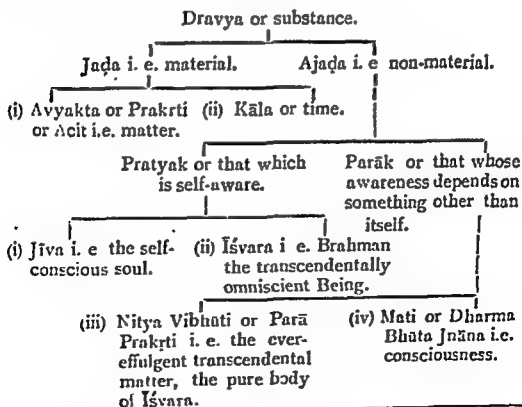 Dravya or substance.
Jaḍa i. e. material.
Ajaḍa i. e non-material.
(i) Avyakta or Prakrti
or Acit i.e. matter.
(ii) Kāla or time.
Pratyak or that which
is self-aware.
Parāk or that whose
awareness depends on
something other than
itself.
(i) Jīva i. e the self-
conscious soul.
(ii) Īśvara i e. Brahman
the transcendentally
omniscient Being.
(iii) Nitya Vibhūti or Parā
Prakṛti i. e. the ever-
effulgent transcendental
matter, the pure body
of Īśvara.
(iv) Mati or Dharma
Bhūta Jnāna i.e.
consciousness.